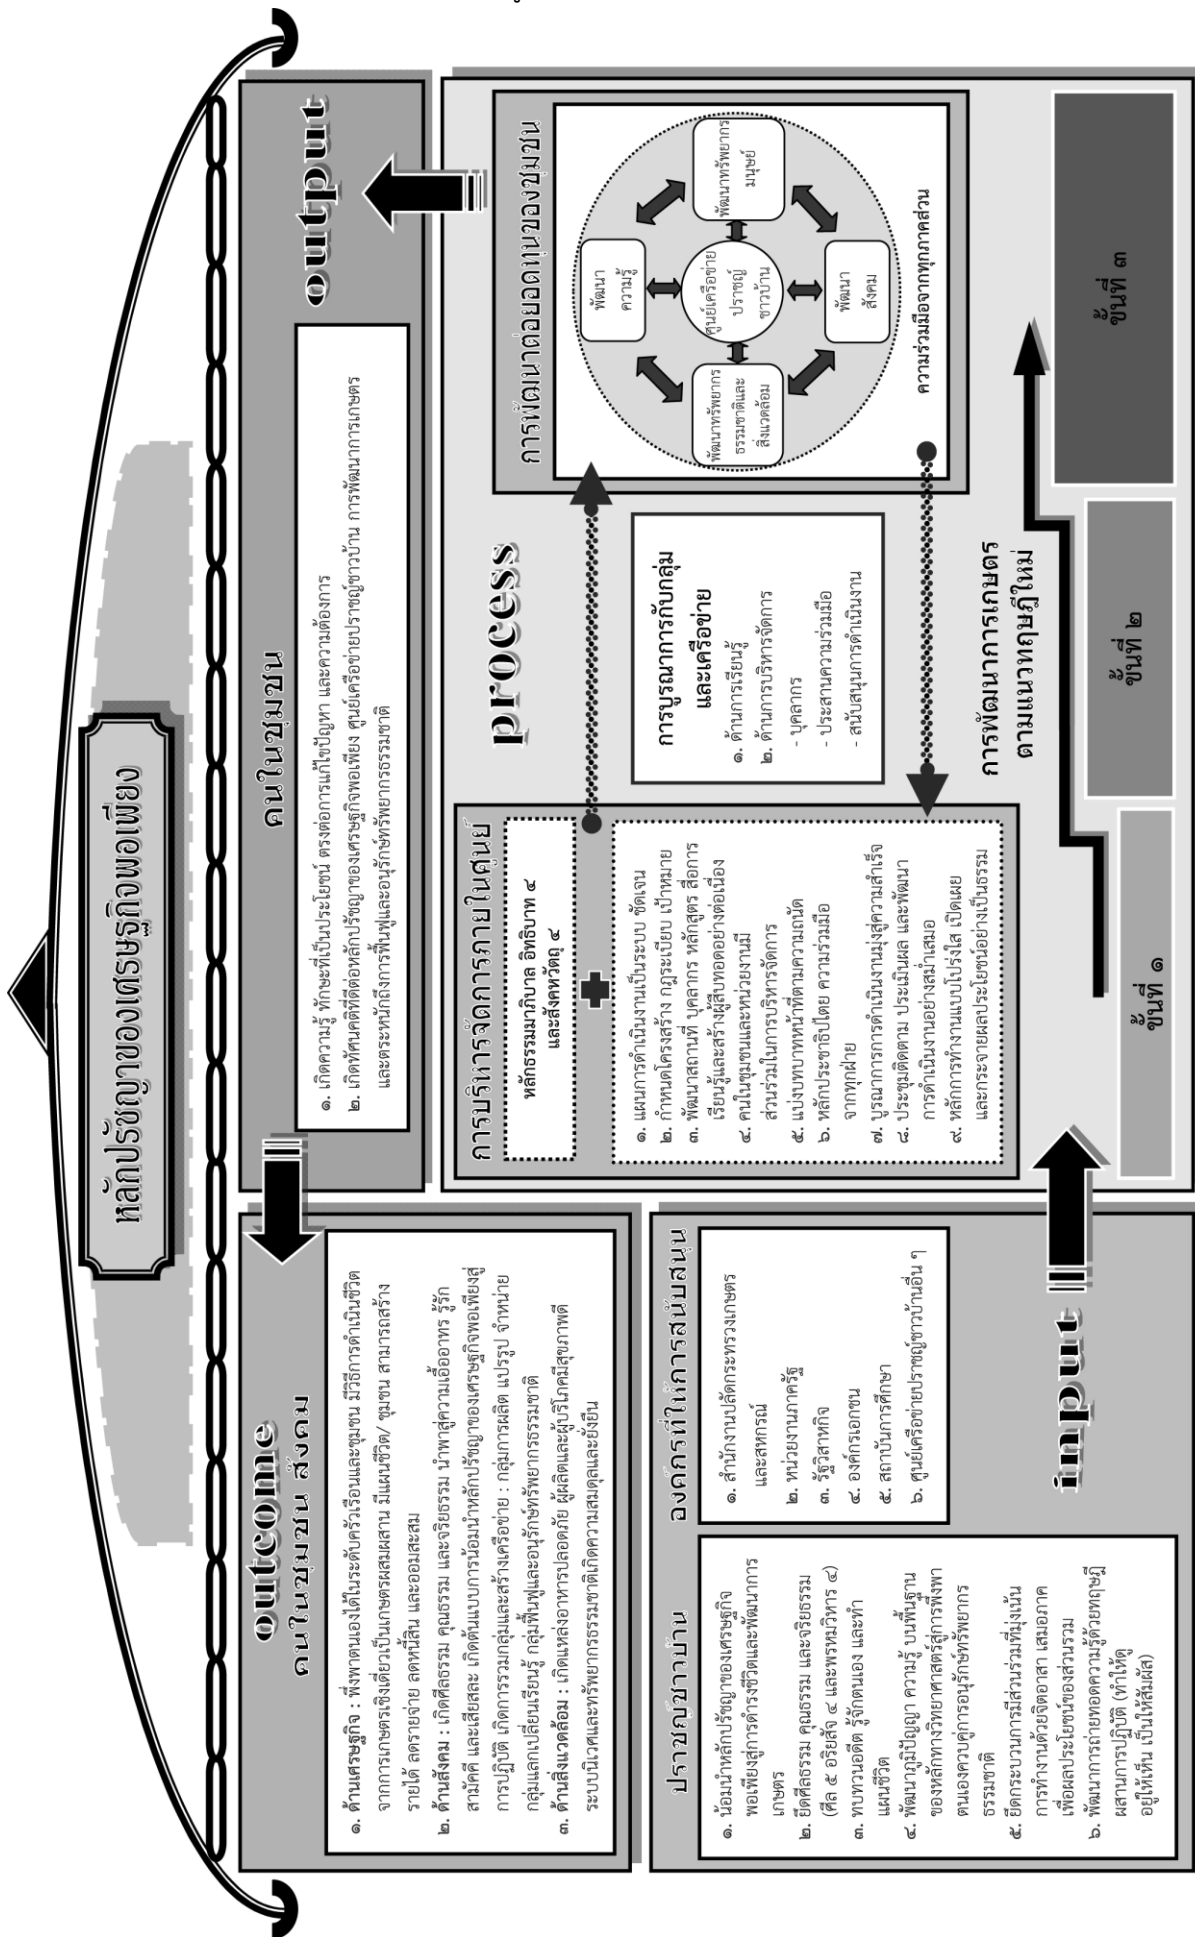 หลักปรัชญาของเศรษฐกิจพอเพียง
outcome
คนในชุมชน สังคม
๑. ด้านเศรษฐกิจ : พึ่งพาตนเองได้ในระดับครัวเรือนและชุมชน มีวิธีการดำเนินชีวิต
จากการเกษตรเชิงเดี่ยวเป็นเกษตรผสมผสาน มีแผนชีวิต/ ชุมชน สามารถสร้าง
รายได้ ลดรายจ่าย ลดหนี้สิน และออมสะสม
๒. ด้านสังคม : เกิดศีลธรรม คุณธรรม และจริยธรรม นำพาสู่ความเอื้ออาทร รู้รัก
สามัคคี และเสียสละ เกิดต้นแบบการน้อมนำหลักปรัชญาของเศรษฐกิจพอเพียงสู่
การปฏิบัติ เกิดการรวมกลุ่มและสร้างเครือข่าย : กลุ่มการผลิต แปรรูป จำหน่าย
กลุ่มแลกเปลี่ยนเรียนรู้ กลุ่มฟื้นฟูและอนุรักษ์ทรัพยากรธรรมชาติ
๓. ด้านสิ่งแวดล้อม : เกิดแหล่งอาหารปลอดภัย ผู้ผลิตและผู้บริโภคมีสุขภาพดี
ระบบนิเวศและทรัพยากรธรรมชาติเกิดความสมดุลและยั่งยืน
คนในชุมชน
output
๑. เกิดความรู้ ทักษะที่เป็นประโยชน์ ตรงต่อการแก้ไขปัญหา และความต้องการ
๒. เกิดทัศนคติที่ดีต่อหลักปรัชญาของเศรษฐกิจพอเพียง ศูนย์เครือข่ายปราชญ์ชาวบ้าน การพัฒนาการเกษตร
และตระหนักถึงการฟื้นฟูและอนุรักษ์ทรัพยากรธรรมชาติ
ปราชญ์ชาวบ้าน
๑. น้อมนำหลักปรัชญาของเศรษฐกิจ
พอเพียงสู่การดำรงชีวิตและพัฒนาการ
เกษตร
๒. ยึดศีลธรรม คุณธรรม และจริยธรรม
(ศีล ๕ อริยสัจ ๔ และพรหมวิหาร ๔)
๓. ทบทวนอดีต รู้จักตนเอง และทำ
แผนชีวิต
๔. พัฒนาภูมิปัญญา ความรู้ บนพื้นฐาน
ของหลักทางวิทยาศาสตร์สู่การพึ่งพา
ตนเองควบคู่การอนุรักษ์ทรัพยากร
ธรรมชาติ
๕. ยึดกระบวนการมีส่วนร่วมที่มุ่งเน้น
การทำงานด้วยจิตอาสา เสมอภาค
เพื่อผลประโยชน์ของส่วนรวม
๖. พัฒนาการถ่ายทอดความรู้ด้วยทฤษฎี
ผสานการปฏิบัติ (ทำให้ดู
อยู่ให้เห็น เป็นให้สัมผัส)
องค์กรที่ให้การสนับสนุน
๑. สำนักงานปลัดกระทรวงเกษตร
และสหกรณ์
๒. หน่วยงานภาครัฐ
๓. รัฐวิสาหกิจ
๔. องค์กรเอกชน
๕. สถาบันการศึกษา
๖. ศูนย์เครือข่ายปราชญ์ชาวบ้านอื่น ๆ
input
process
การบริหารจัดการภายในศูนย์
หลักธรรมมาภิบาล อิทธิบาท ๔
และสังคหวัตถุ ๔
๑. แผนการดำเนินงานเป็นระบบ ชัดเจน
๒. กำหนดโครงสร้าง กฎระเบียบ เป้าหมาย
๓. พัฒนาสถานที่ บุคลากร หลักสูตร สื่อการ
เรียนรู้และสร้างผู้สืบทอดอย่างต่อเนื่อง
๔. คนในชุมชนและหน่วยงานมี
ส่วนร่วมในการบริหารจัดการ
๕. แบ่งบทบาทหน้าที่ตามความถนัด
๖. หลักประชาธิปไตย ความร่วมมือ
จากทุกฝ่าย
๗. บูรณาการการดำเนินงานมุ่งสู่ความสำเร็จ
๘. ประชุมติดตาม ประเมินผล และพัฒนา
การดำเนินงานอย่างสม่ำเสมอ
๙. หลักการทำงานแบบโปร่งใส เปิดเผย
และกระจายผลประโยชน์อย่างเป็นธรรม
การบูรณาการกับกลุ่ม
และเครือข่าย
๑. ด้านการเรียนรู้
๒. ด้านการบริหารจัดการ
- บุคลากร
- ประสานความร่วมมือ
- สนับสนุนการดำเนินงาน
การพัฒนาต่อยอดทุนของชุมชน
พัฒนา
ความรู้
พัฒนาทรัพยากร
ธรรมชาติและ
สิ่งแวดล้อม
ศูนย์เครือข่าย
ปราชญ์
ชาวบ้าน
พัฒนาทรัพยากร
มนุษย์
พัฒนา
สังคม
ความร่วมมือจากทุกภาคส่วน
การพัฒนาการเกษตร
ตามแนวทฤษฎีใหม่
ขั้นที่ ๑
ขั้นที่ ๒
ขั้นที่ ๓